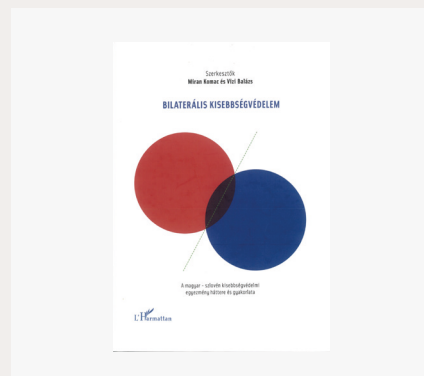 Szerkesztők
Miran Komac és Vizi Balázs
BILATERÁLIS KISEBBSÉGVÉDELEM
A magyar – szlovén kisebbségvédelmi
egyezmény háttere és gyakorlata
L'Harmattan